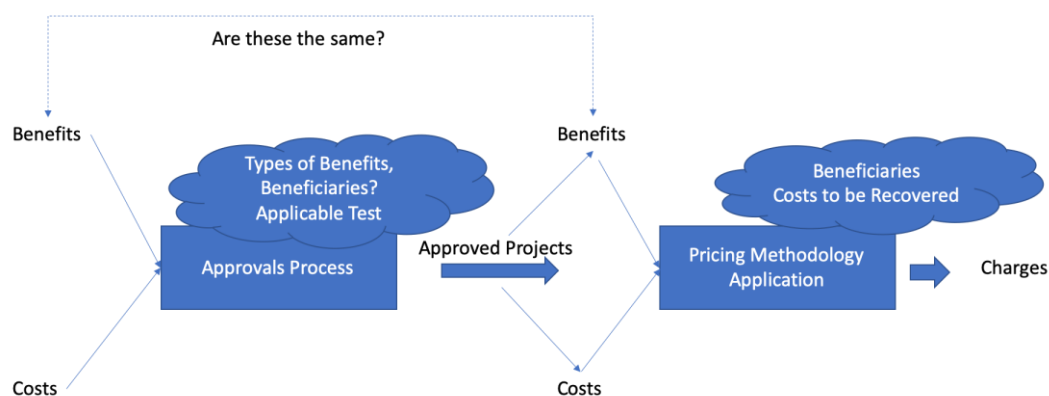 Are these the same?
Benefits
Types of Benefits,
Beneficiaries?
Applicable Test
Approvals Process
Costs
Approved Projects
Benefits
Costs
Beneficiaries
Costs to be Recovered
Pricing Methodology
Application
Charges